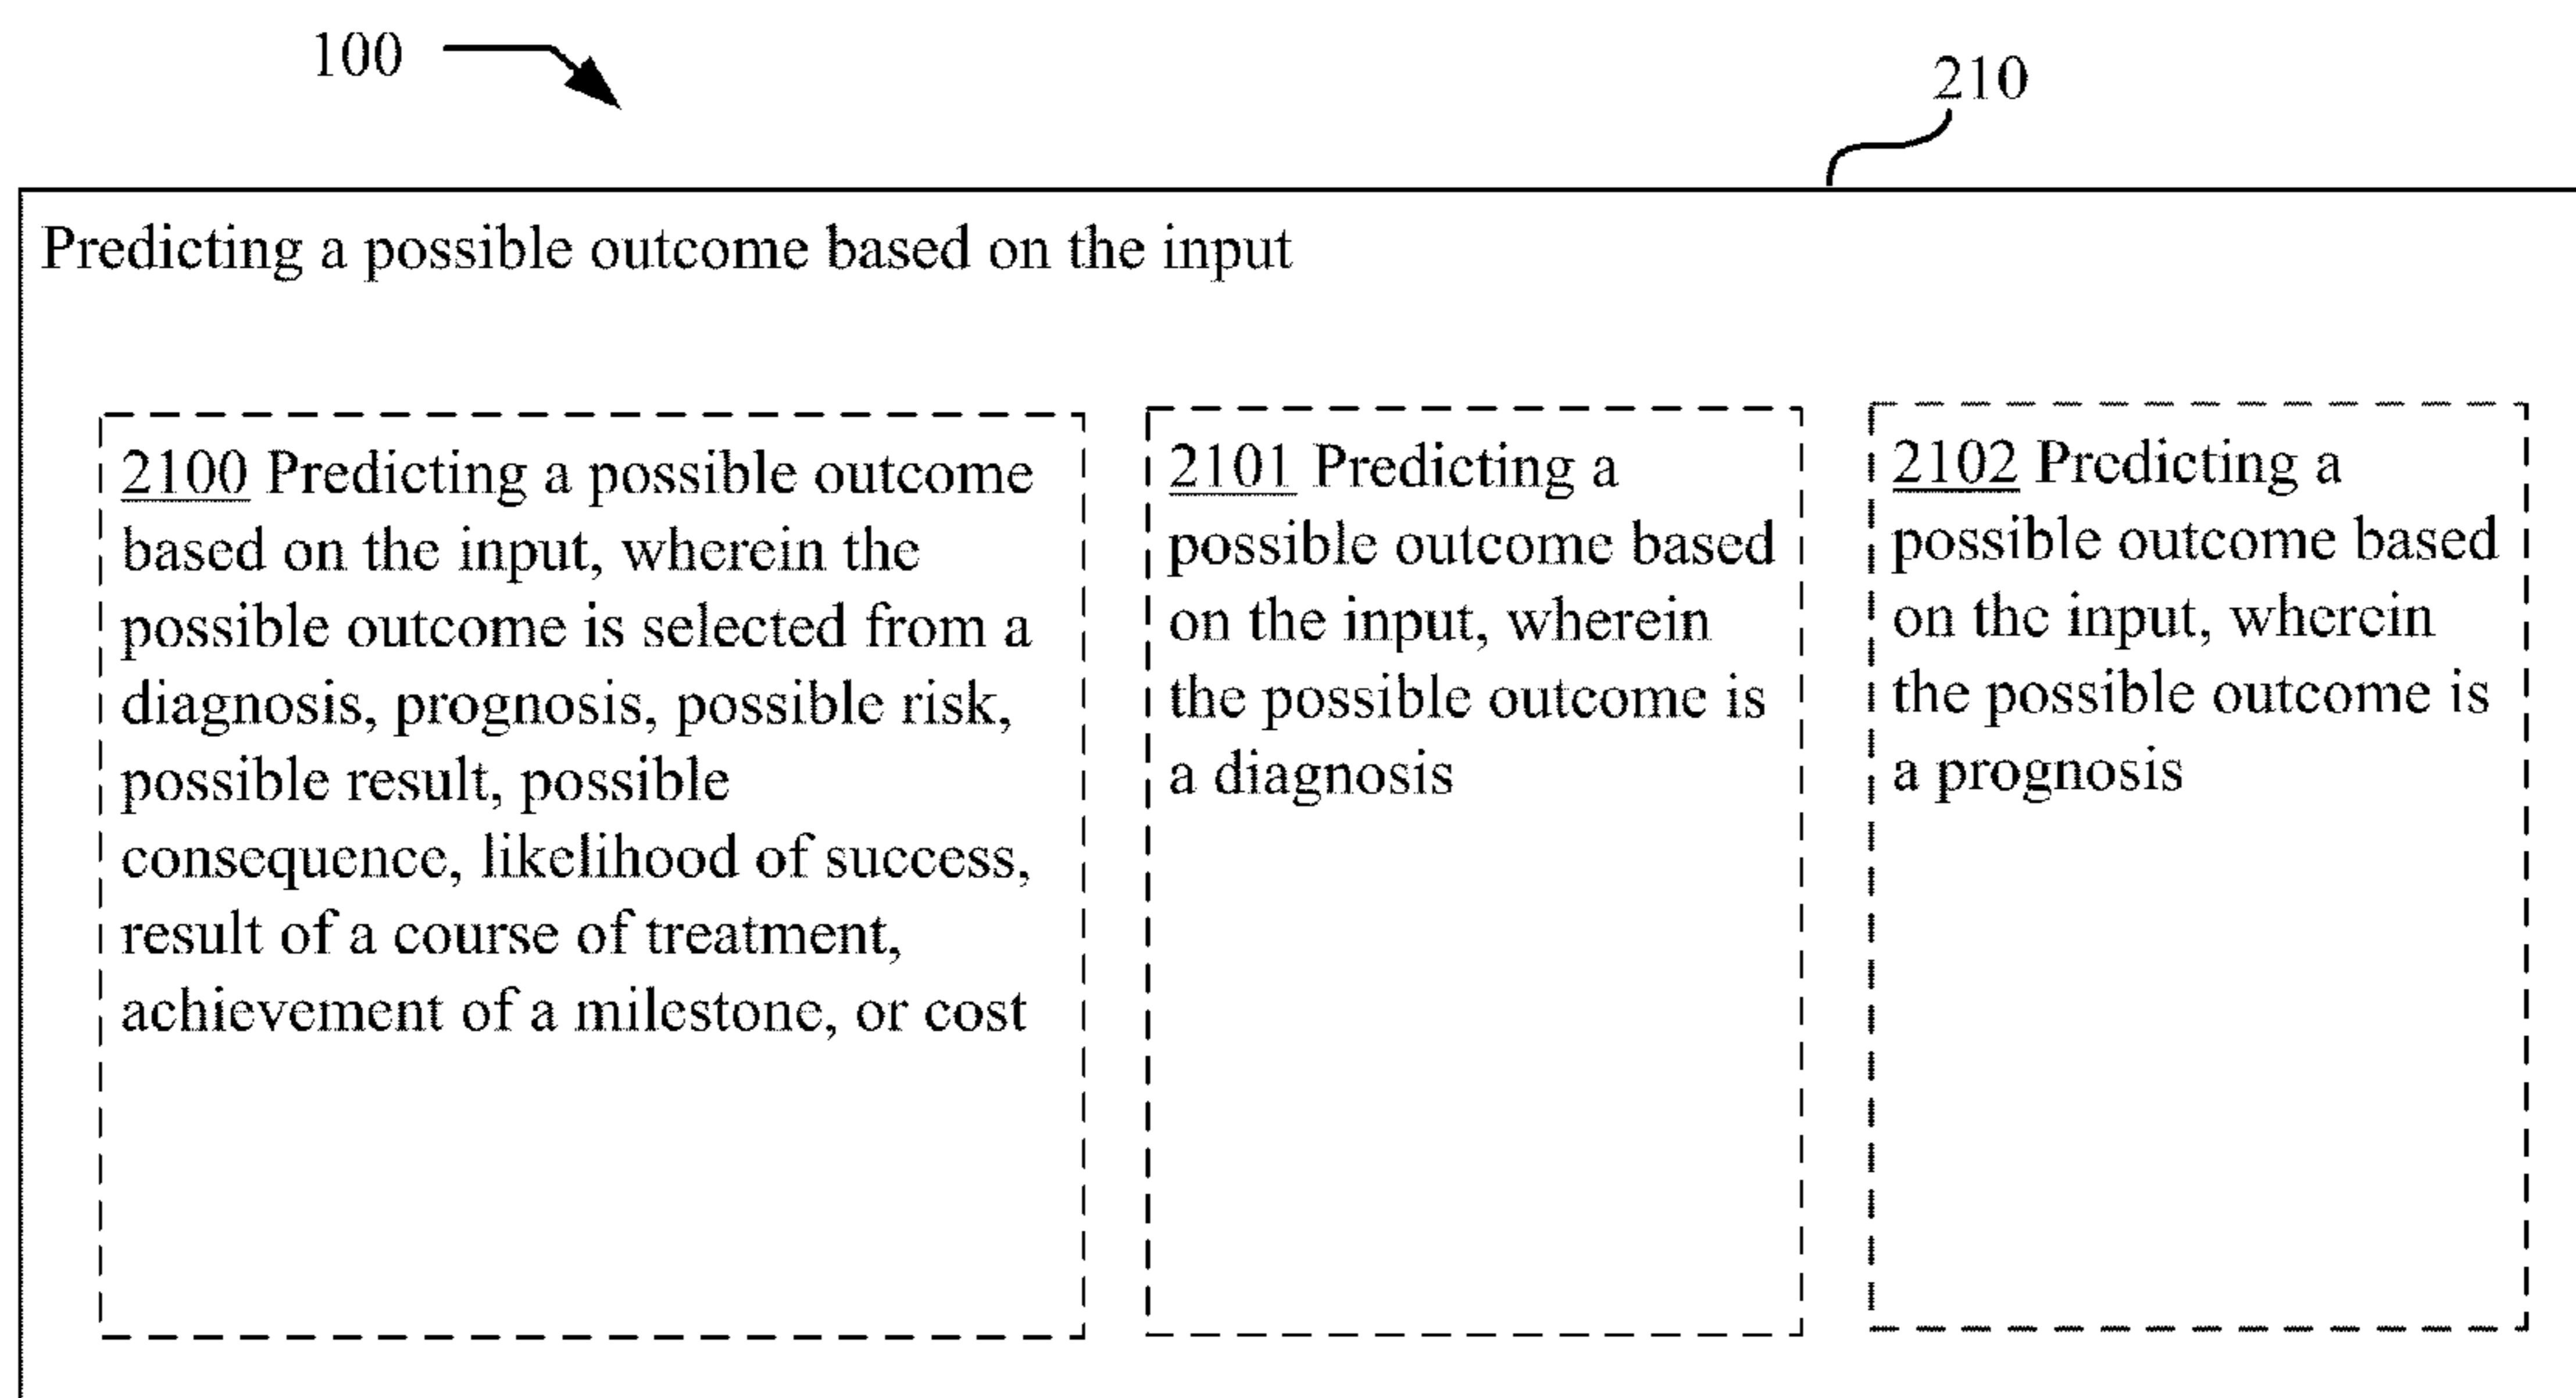 100
210
Predicting a possible outcome based on the input
2100 Predicting a possible outcome
based on the input, wherein the
possible outcome is selected from a
diagnosis, prognosis, possible risk,
possible result, possible
consequence, likelihood of success,
result of a course of treatment,
achievement of a milestone, or cost
2101 Predicting a
possible outcome based
on the input, wherein
the possible outcome is
a diagnosis
2102 Predicting a
possible outcome based
on the input, wherein
the possible outcome is
a prognosis